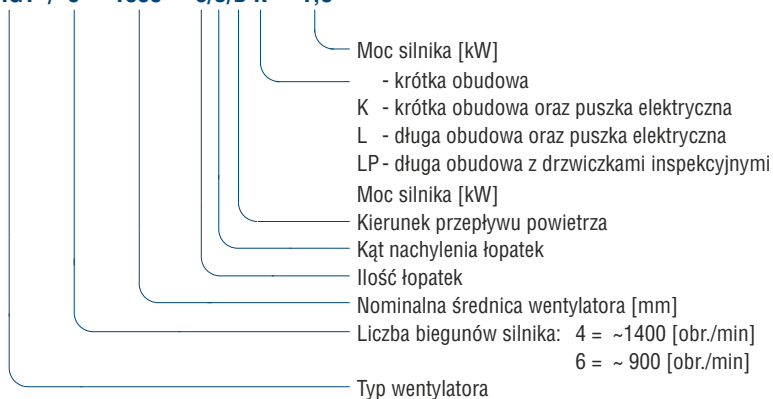 Moc silnika [kW]
- krótka obudowa
K - krótka obudowa oraz puszka elektryczna
L - długa obudowa oraz puszka elektryczna
LP - długa obudowa z drzwiczkami inspekcyjnymi
Moc silnika [kW]
Kierunek przepływu powietrza
Kąt nachylenia łopatek
Ilość łopatek
Nominalna średnica wentylatora [mm]
Liczba biegunów silnika: 4 = ~1400 [obr./min]
6 = ~ 900 [obr./min]
Typ wentylatora